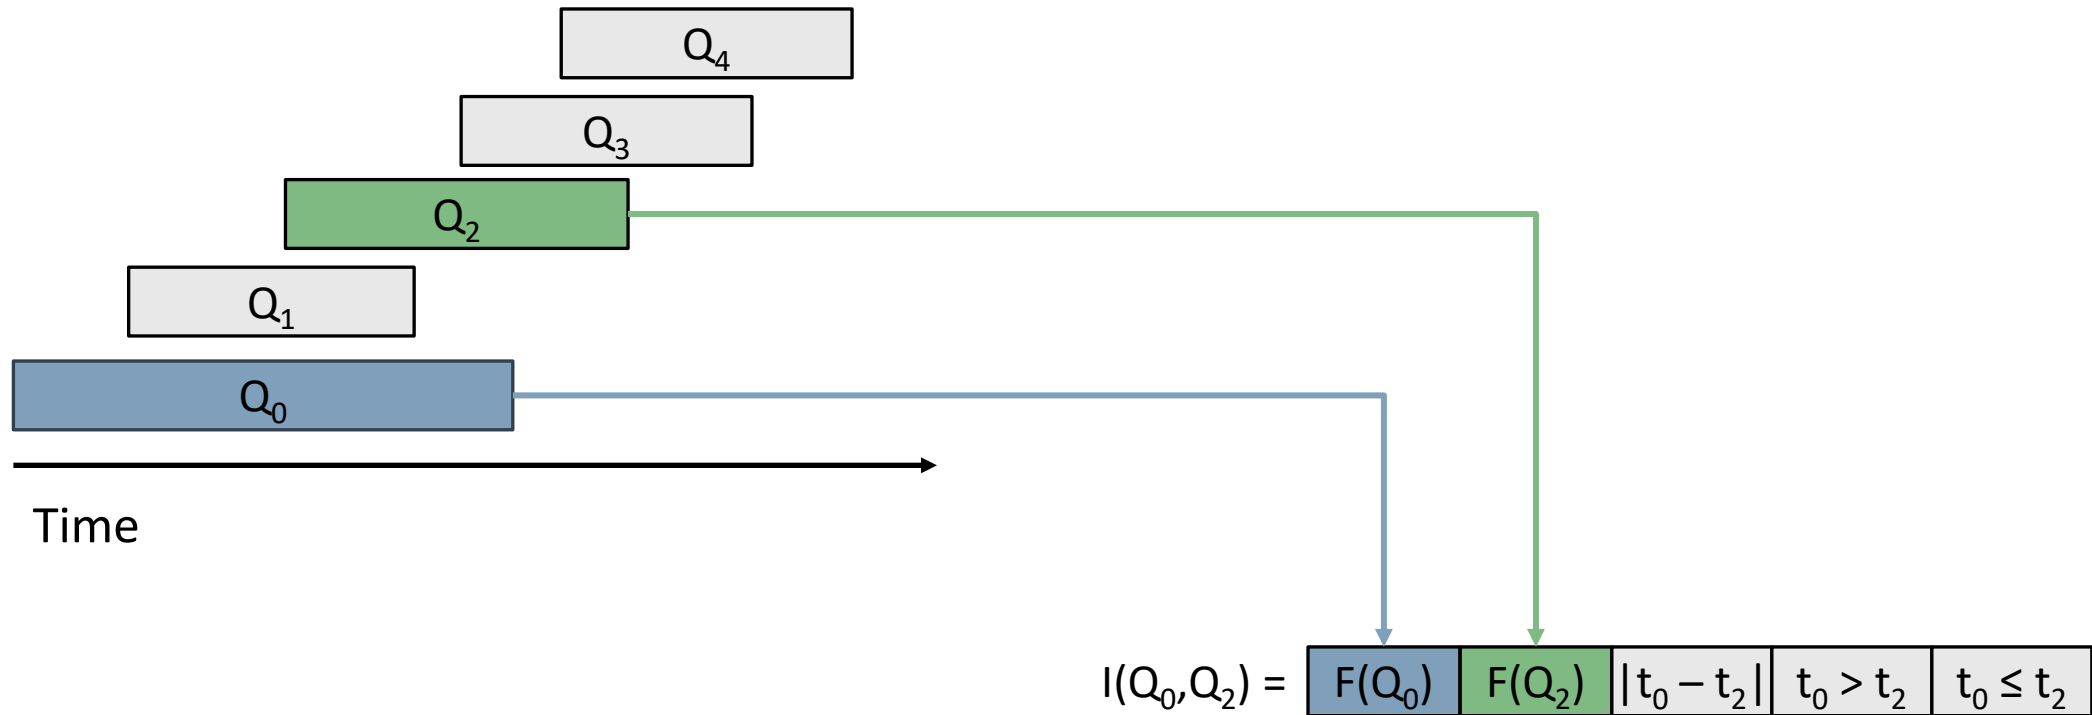 Q₄
Q₃
Q₂
Q₁
Q₀
Time
I(Q₀,Q₂) = F(Q₀) F(Q₂) |t₀ – t₂| t₀ > t₂ t₀ ≤ t₂